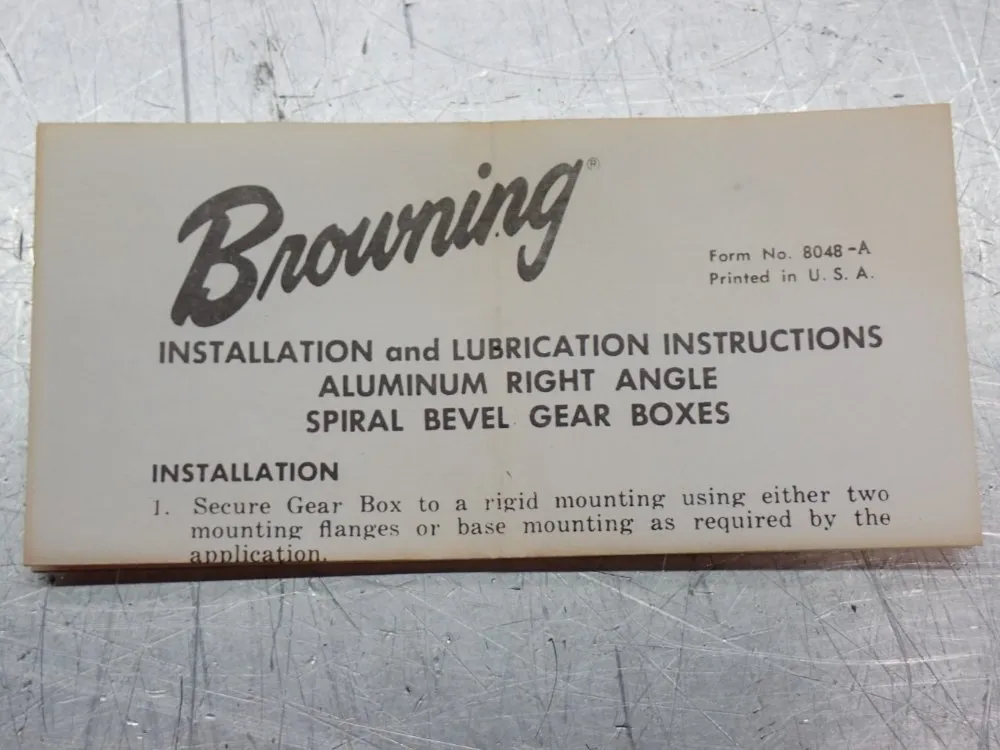 Browning®
Form No. 8048-A
Printed in U. S. A.
INSTALLATION and LUBRICATION INSTRUCTIONS
ALUMINUM RIGHT ANGLE
SPIRAL BEVEL GEAR BOXES
INSTALLATION
1. Secure Gear Box to a rigid mounting using either two
mounting flanges or base mounting as required by the
application.